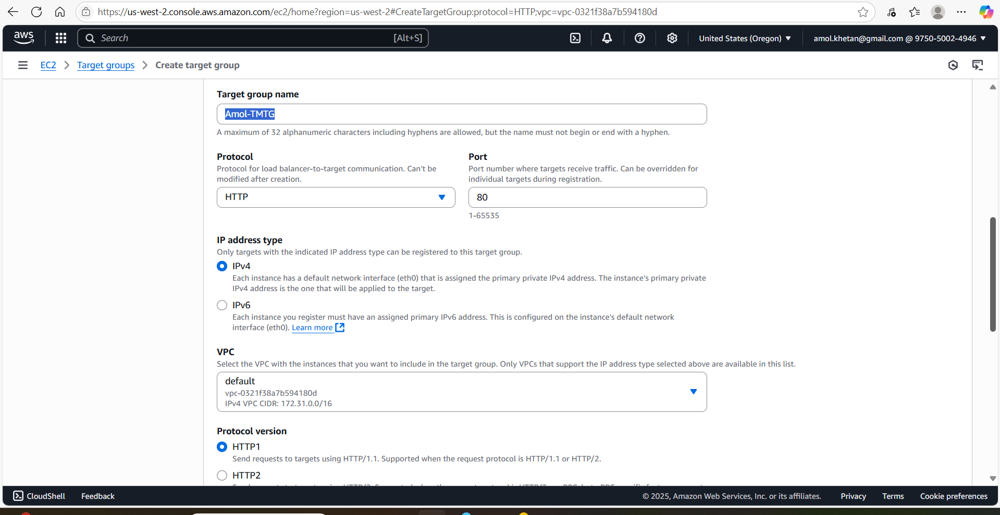 https://us-west-2.console.aws.amazon.com/ec2/home?region=us-west-2#CreateTargetGroup:protocol=HTTP;vpc=vpc-0321f38a7b594180d
aws
Search [Alt+S]
United States (Oregon)
amol.khetan@gmail.com @ 9750-5002-4946
EC2 > Target groups > Create target group
Target group name
Amol-TMTG
A maximum of 32 alphanumeric characters including hyphens are allowed, but the name must not begin or end with a hyphen.
Protocol
Protocol for load balancer-to-target communication. Can't be
modified after creation.
HTTP
Port
Port number where targets receive traffic. Can be overridden for
individual targets during registration.
80
1-65535
IP address type
Only targets with the indicated IP address type can be registered to this target group.
IPv4
Each instance has a default network interface (eth0) that is assigned the primary private IPv4 address. The instance's primary private
IPv4 address is the one that will be applied to the target.
IPv6
Each instance you register must have an assigned primary IPv6 address. This is configured on the instance's default network
interface (eth0). Learn more
VPC
Select the VPC with the instances that you want to include in the target group. Only VPCs that support the IP address type selected above are available in this list.
default
vpc-0321f38a7b594180d
IPv4 VPC CIDR: 172.31.0.0/16
Protocol version
HTTP1
Send requests to targets using HTTP/1.1. Supported when the request protocol is HTTP/1.1 or HTTP/2.
HTTP2
CloudShell
Feedback
© 2025, Amazon Web Services, Inc. or its affiliates.
Privacy
Terms
Cookie preferences